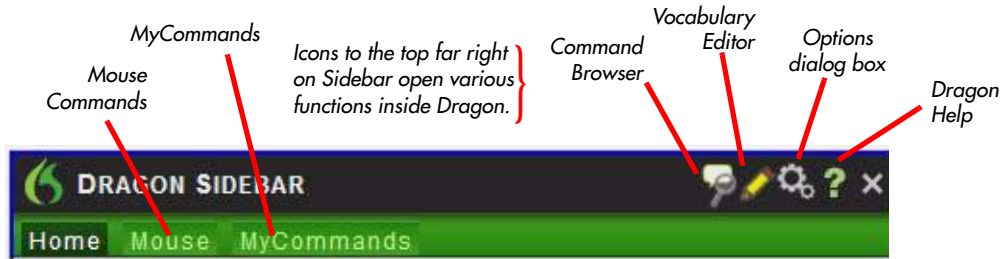 MyCommands
Mouse
Commands
Icons to the top far right
on Sidebar open various
functions inside Dragon.
Command
Browser
Vocabulary
Editor
Options
dialog box
Dragon
Help
DRAGON SIDEBAR
? ×
Home Mouse MyCommands